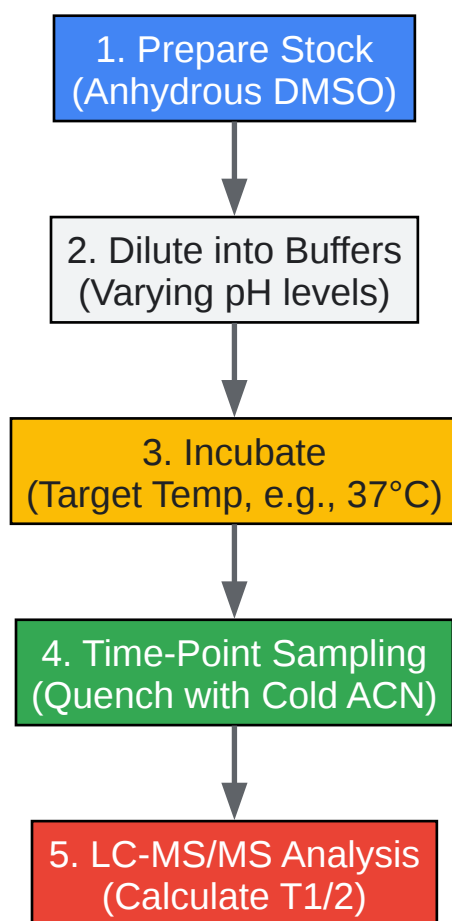 1. Prepare Stock
(Anhydrous DMSO)
2. Dilute into Buffers
(Varying pH levels)
3. Incubate
(Target Temp, e.g., 37°C)
4. Time-Point Sampling
(Quench with Cold ACN)
5. LC-MS/MS Analysis
(Calculate T1/2)